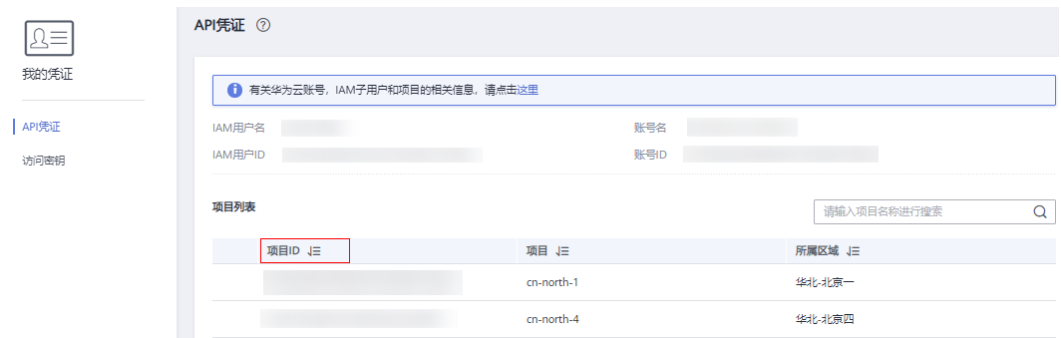 API凭证
我的凭证
有关华为云账号，IAM子用户和项目的相关信息，请点击这里
API凭证
IAM用户名 账号名
访问密钥
IAM用户ID 账号ID
项目列表
请输入项目名称进行搜索
项目ID 项目 所属区域
cn-north-1 华北-北京一
cn-north-4 华北-北京四